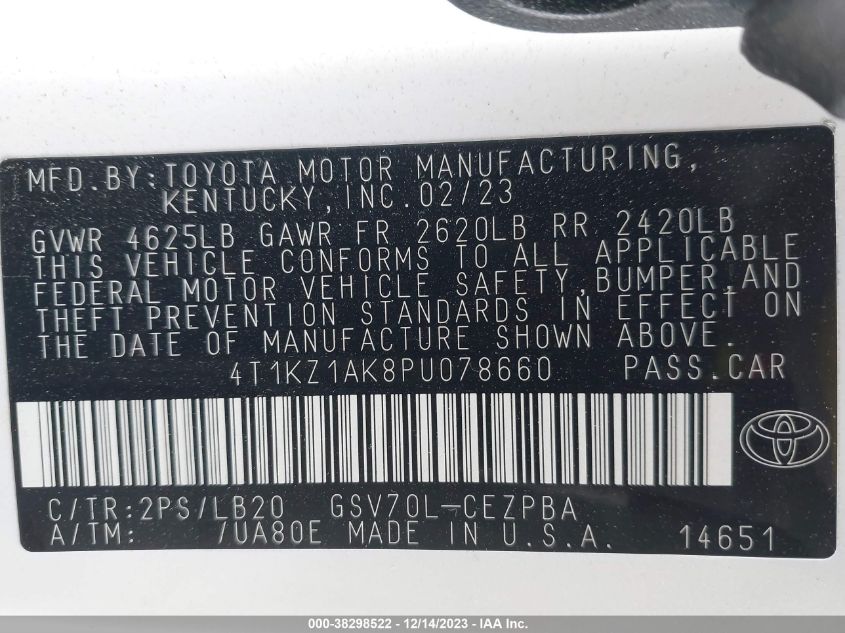 MFD.BY:TOYOTA MOTOR MANUFACTURING,
KENTUCKY,INC.02/23
GVWR 4625LB GAWR FR 2620LB RR 2420LB
THIS VEHICLE CONFORMS TO ALL APPLICABLE
FEDERAL MOTOR VEHICLE SAFETY,BUMPER,AND
THEFT PREVENTION STANDARDS IN EFFECT ON
THE DATE OF MANUFACTURE SHOWN ABOVE.
4T1KZ1AK8PU078660 PASS.CAR
C/TR:2PS/LB20 GSV70L-CEZPBA
A/TM: /UA80E MADE IN U.S.A. 14651
000-38298522 - 12/14/2023 - IAA Inc.